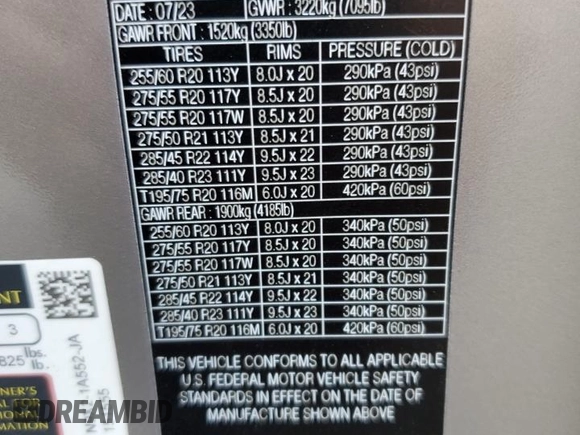 DATE : 07/23 GVWR : 3220kg (7095lb)
GAWR FRONT : 1520kg (3350lb)
TIRES RIMS PRESSURE (COLD)
255/60 R20 113Y 8.0J x 20 290kPa (43psi)
275/55 R20 117Y 8.5J x 20 290kPa (43psi)
275/55 R20 117W 8.5J x 20 290kPa (43psi)
275/50 R21 113Y 8.5J x 21 290kPa (43psi)
285/45 R22 114Y 9.5J x 22 290kPa (43psi)
285/40 R23 111Y 9.5J x 23 290kPa (43psi)
T195/75 R20 116M 6.0J x 20 420kPa (60psi)
GAWR REAR : 1900kg (4185lb)
255/60 R20 113Y 8.0J x 20 340kPa (50psi)
275/55 R20 117Y 8.5J x 20 340kPa (50psi)
275/55 R20 117W 8.5J x 20 340kPa (50psi)
275/50 R21 113Y 8.5J x 21 340kPa (50psi)
285/45 R22 114Y 9.5J x 22 340kPa (50psi)
285/40 R23 111Y 9.5J x 23 340kPa (50psi)
T195/75 R20 116M 6.0J x 20 420kPa (60psi)
THIS VEHICLE CONFORMS TO ALL APPLICABLE
U.S. FEDERAL MOTOR VEHICLE SAFETY
STANDARDS IN EFFECT ON THE DATE OF
MANUFACTURE SHOWN ABOVE
3
825 lbs.
lb.
1A552-JA
DREAMBID